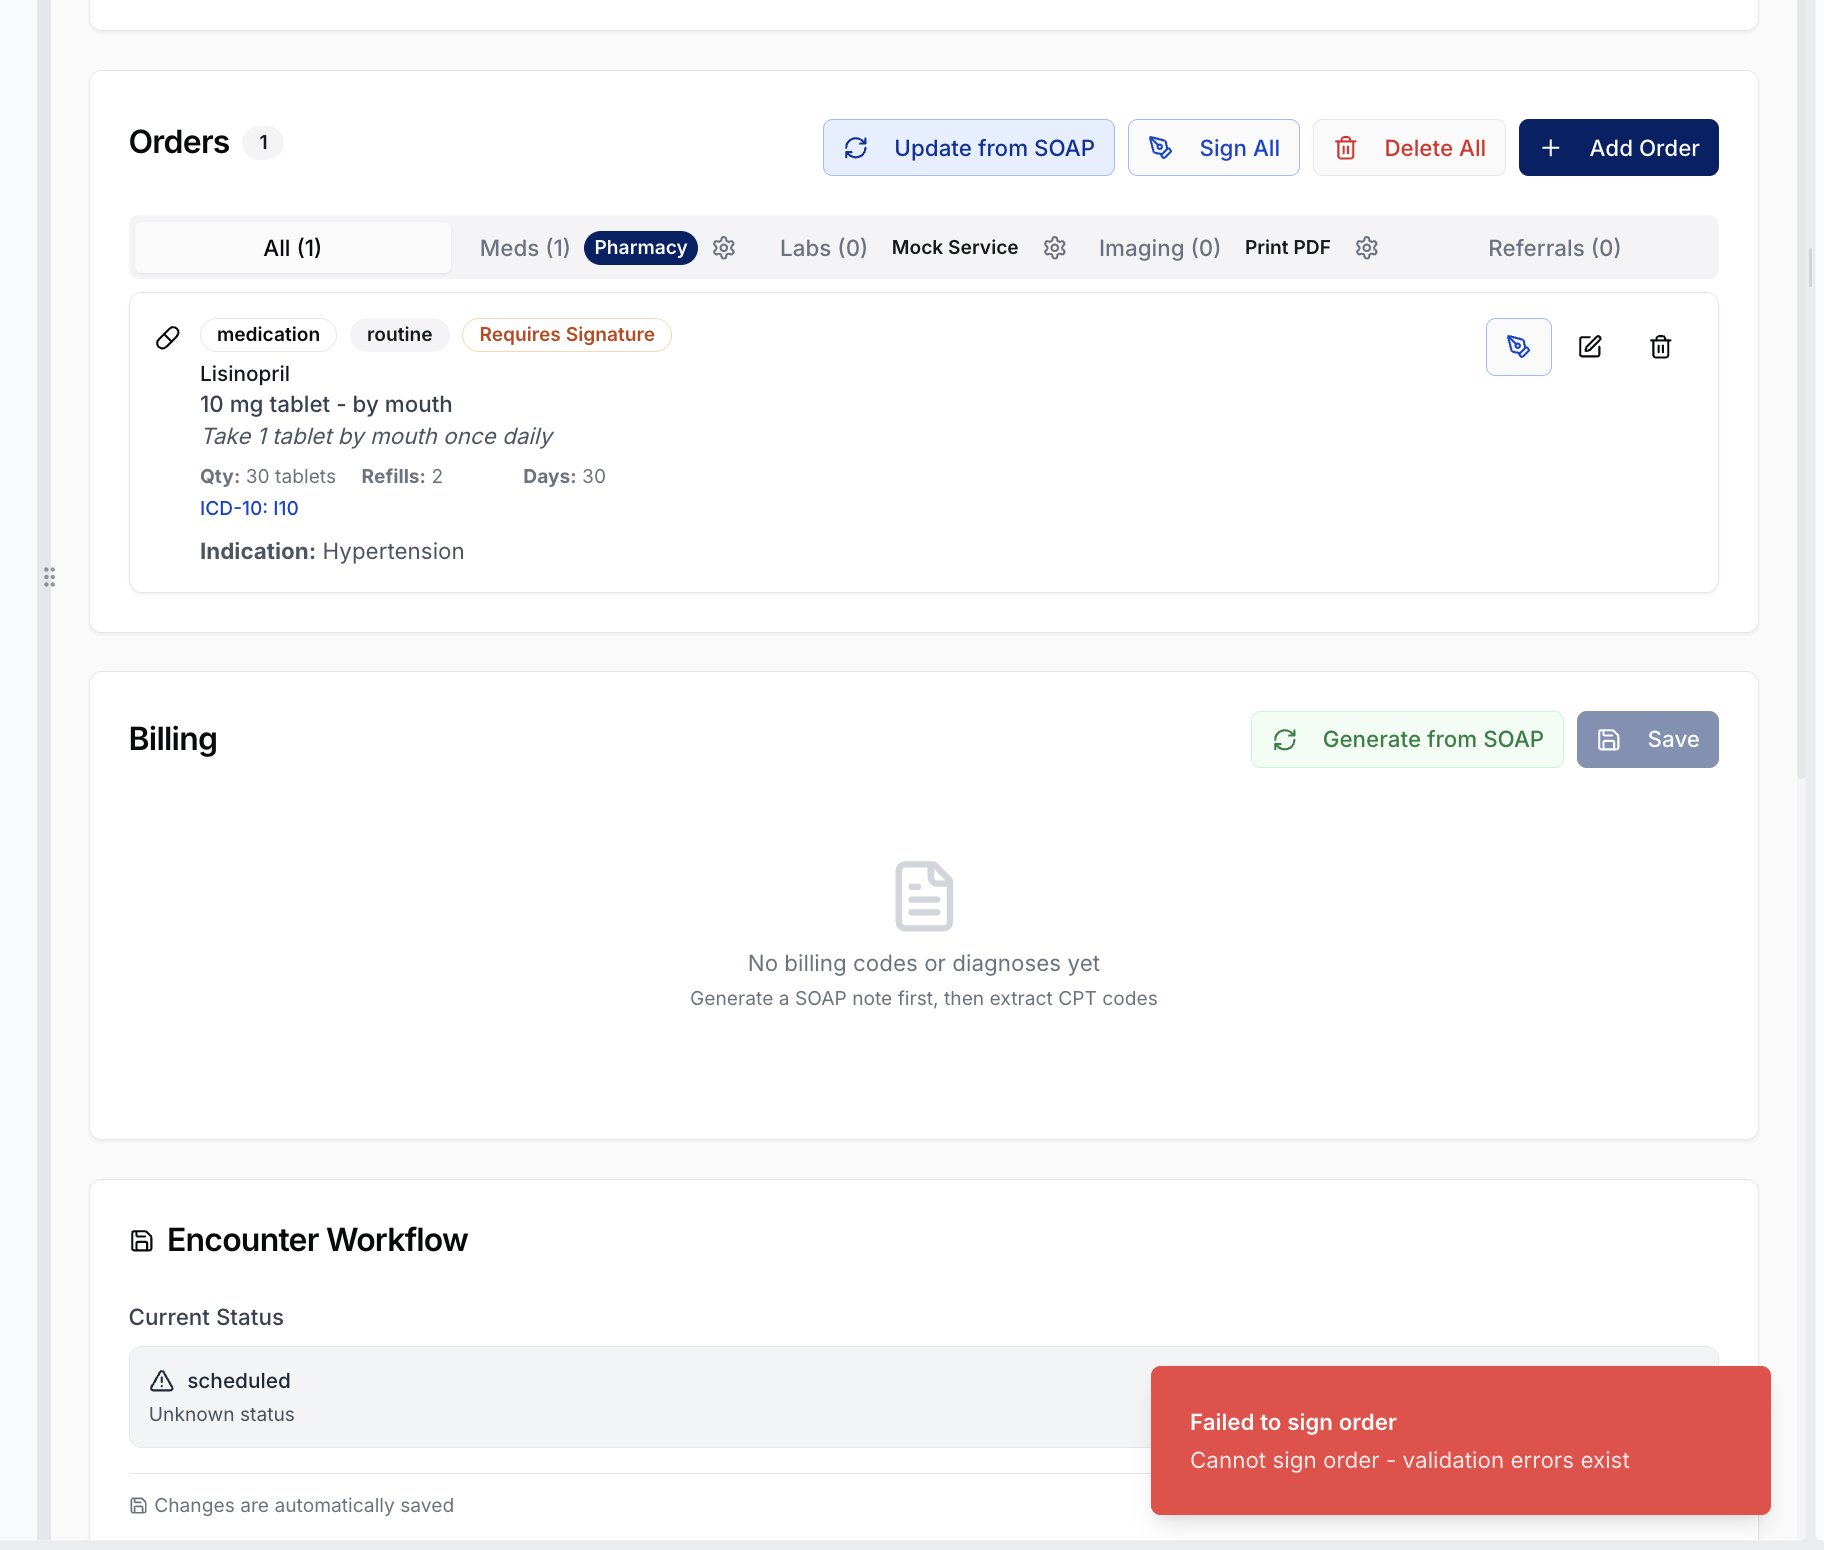 Orders 1
Update from SOAP
Sign All
Delete All
Add Order
All (1)
Meds (1) Pharmacy
Labs (0) Mock Service
Imaging (0) Print PDF
Referrals (0)
medication routine Requires Signature
Lisinopril
10 mg tablet - by mouth
Take 1 tablet by mouth once daily
Qty: 30 tablets Refills: 2 Days: 30
ICD-10: I10
Indication: Hypertension
Billing
Generate from SOAP
Save
No billing codes or diagnoses yet
Generate a SOAP note first, then extract CPT codes
Encounter Workflow
Current Status
scheduled
Unknown status
Changes are automatically saved
Failed to sign order
Cannot sign order - validation errors exist